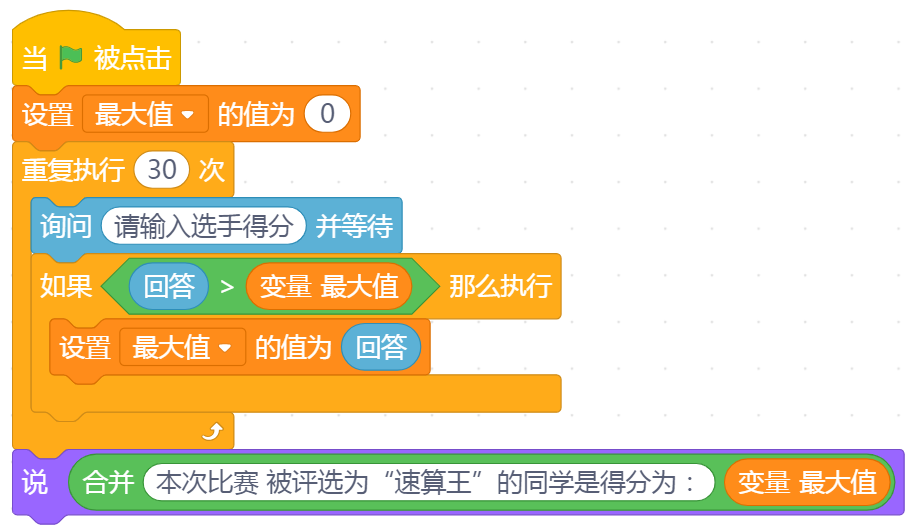 当 被点击
设置 最大值 的值为 0
重复执行 30 次
询问 请输入选手得分 并等待
如果 回答 > 变量 最大值 那么执行
设置 最大值 的值为 回答
说 合并 本次比赛 被评选为“速算王”的同学是得分为： 变量 最大值